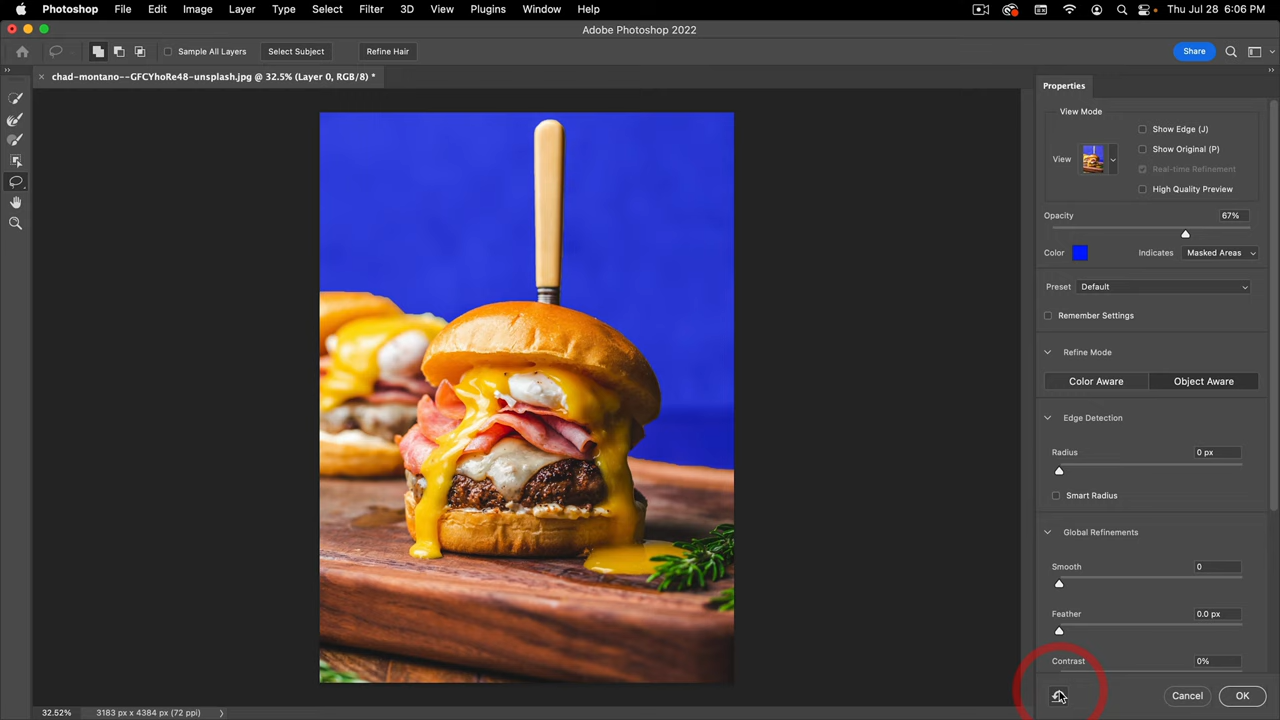 Photoshop File Edit Image Layer Type Select Filter 3D View Plugins Window Help Thu Jul 28 6:06 PM
Adobe Photoshop 2022
Sample All Layers Select Subject Refine Hair Share
× chad-montano--GFCYhoRe48-unsplash.jpg @ 32.5% (Layer 0, RGB/8) *
Properties
View Mode
Show Edge (J)
Show Original (P)
View
Real-time Refinement
High Quality Preview
Opacity 67%
Color Indicates Masked Areas
Preset Default
Remember Settings
Refine Mode
Color Aware Object Aware
Edge Detection
Radius 0 px
Smart Radius
Global Refinements
Smooth 0
Feather 0.0 px
Contrast 0%
Cancel OK
32.52% 3183 px x 4384 px (72 ppi)